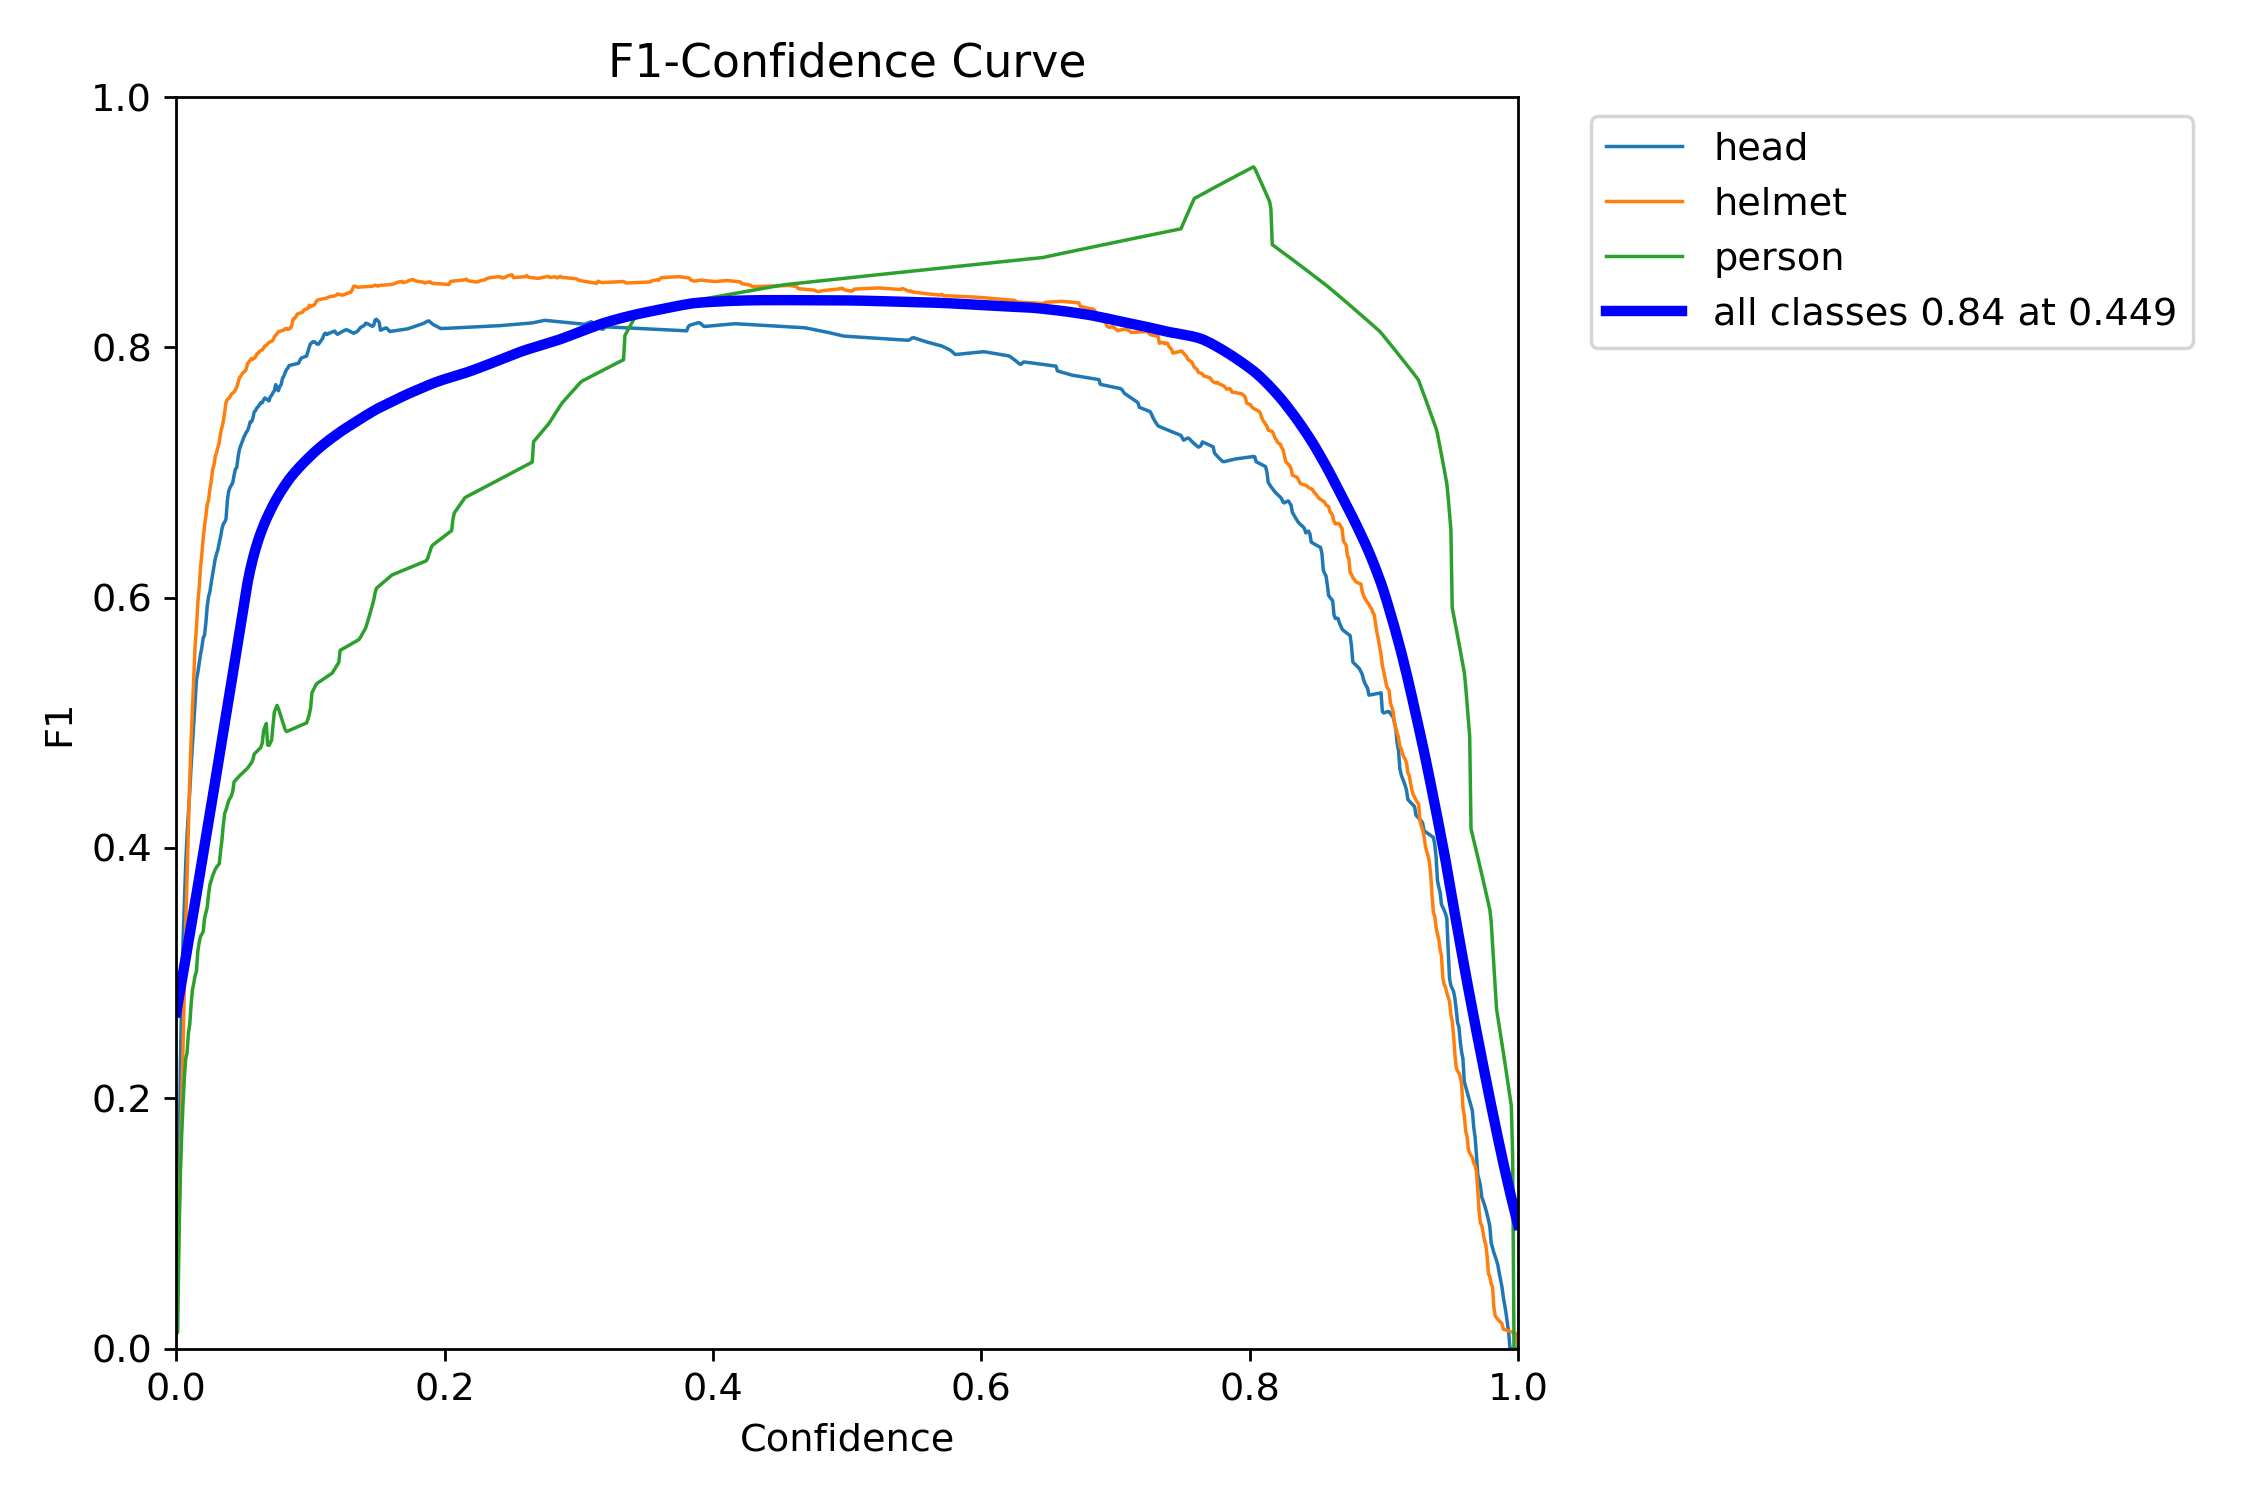 F1-Confidence Curve
1.0
0.8
0.6
0.4
0.2
0.0
F1
0.0 0.2 0.4 0.6 0.8 1.0
Confidence
head
helmet
person
all classes 0.84 at 0.449